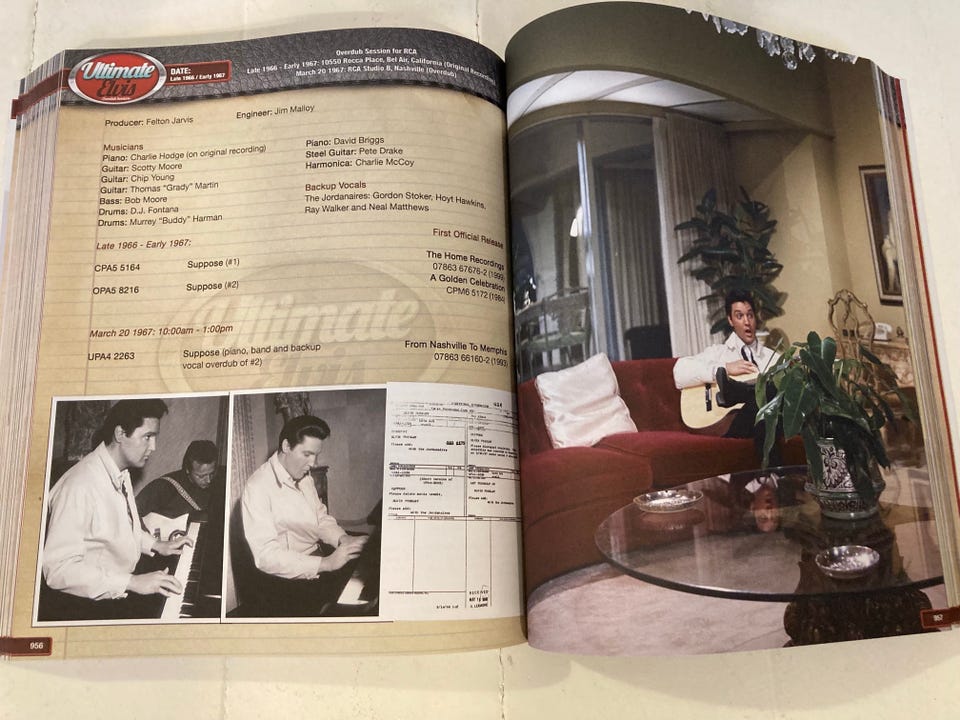 Ultimate
Elvis
DATE:
Late 1966 / Early 1967
Overdub Session for RCA
Late 1966 - Early 1967: 10550 Rocca Place, Bel Air, California (Original Recording)
March 20 1967: RCA Studio B, Nashville (Overdub)
Producer: Felton Jarvis
Engineer: Jim Malloy
Musicians
Piano: Charlie Hodge (on original recording)
Guitar: Scotty Moore
Guitar: Chip Young
Guitar: Thomas “Grady” Martin
Bass: Bob Moore
Drums: D.J. Fontana
Drums: Murrey “Buddy” Harman
Piano: David Briggs
Steel Guitar: Pete Drake
Harmonica: Charlie McCoy
Backup Vocals
The Jordanaires: Gordon Stoker, Hoyt Hawkins,
Ray Walker and Neal Matthews
First Official Release
Late 1966 - Early 1967:
CPA5 5164 Suppose (#1) The Home Recordings
07863 67676-2 (1999)
OPA5 8216 Suppose (#2) A Golden Celebration
CPM6 5172 (1984)
March 20 1967: 10:00am - 1:00pm
UPA4 2263 Suppose (piano, band and backup From Nashville To Memphis
vocal overdub of #2) 07863 66160-2 (1993)
Ultimate
Elvis
RECEIVED
956
957